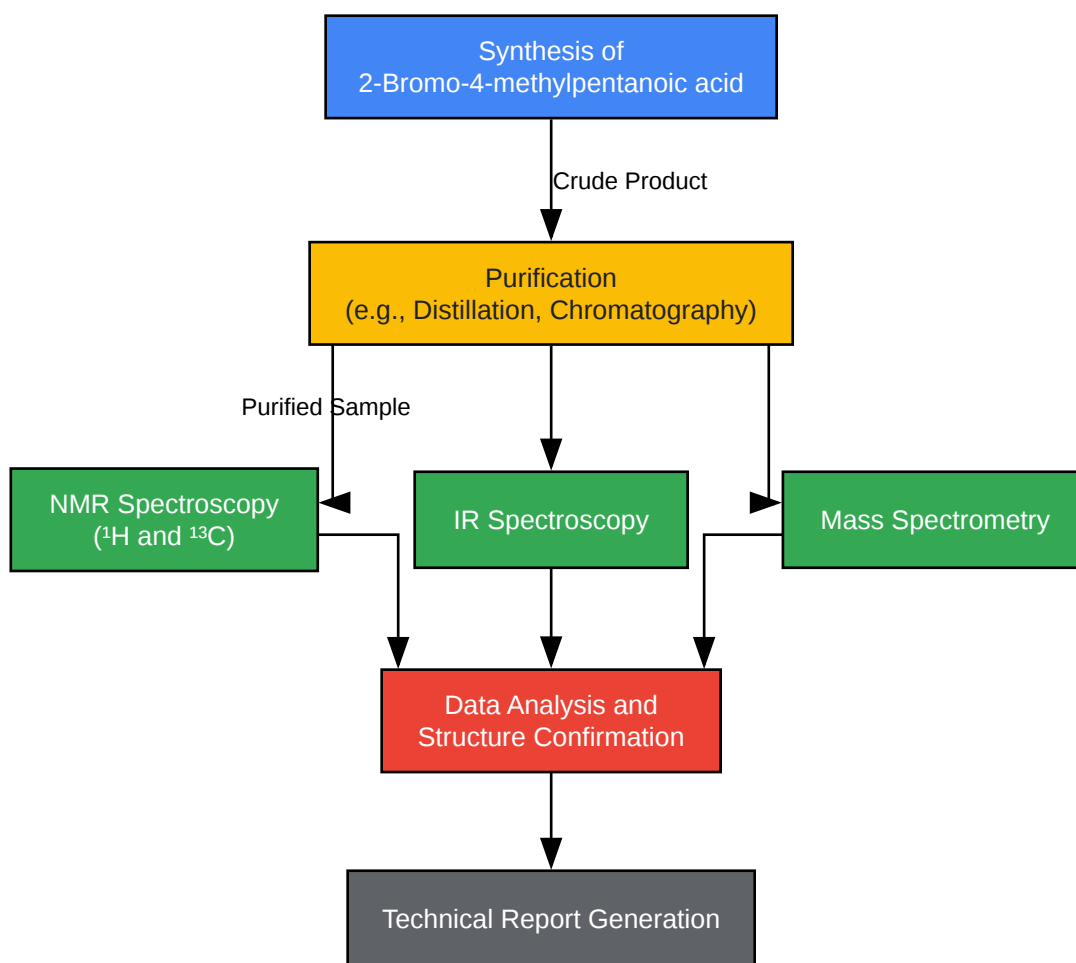 Synthesis of
2-Bromo-4-methylpentanoic acid
Crude Product
Purification
(e.g., Distillation, Chromatography)
Purified Sample
NMR Spectroscopy
(¹H and ¹³C)
IR Spectroscopy
Mass Spectrometry
Data Analysis and
Structure Confirmation
Technical Report Generation